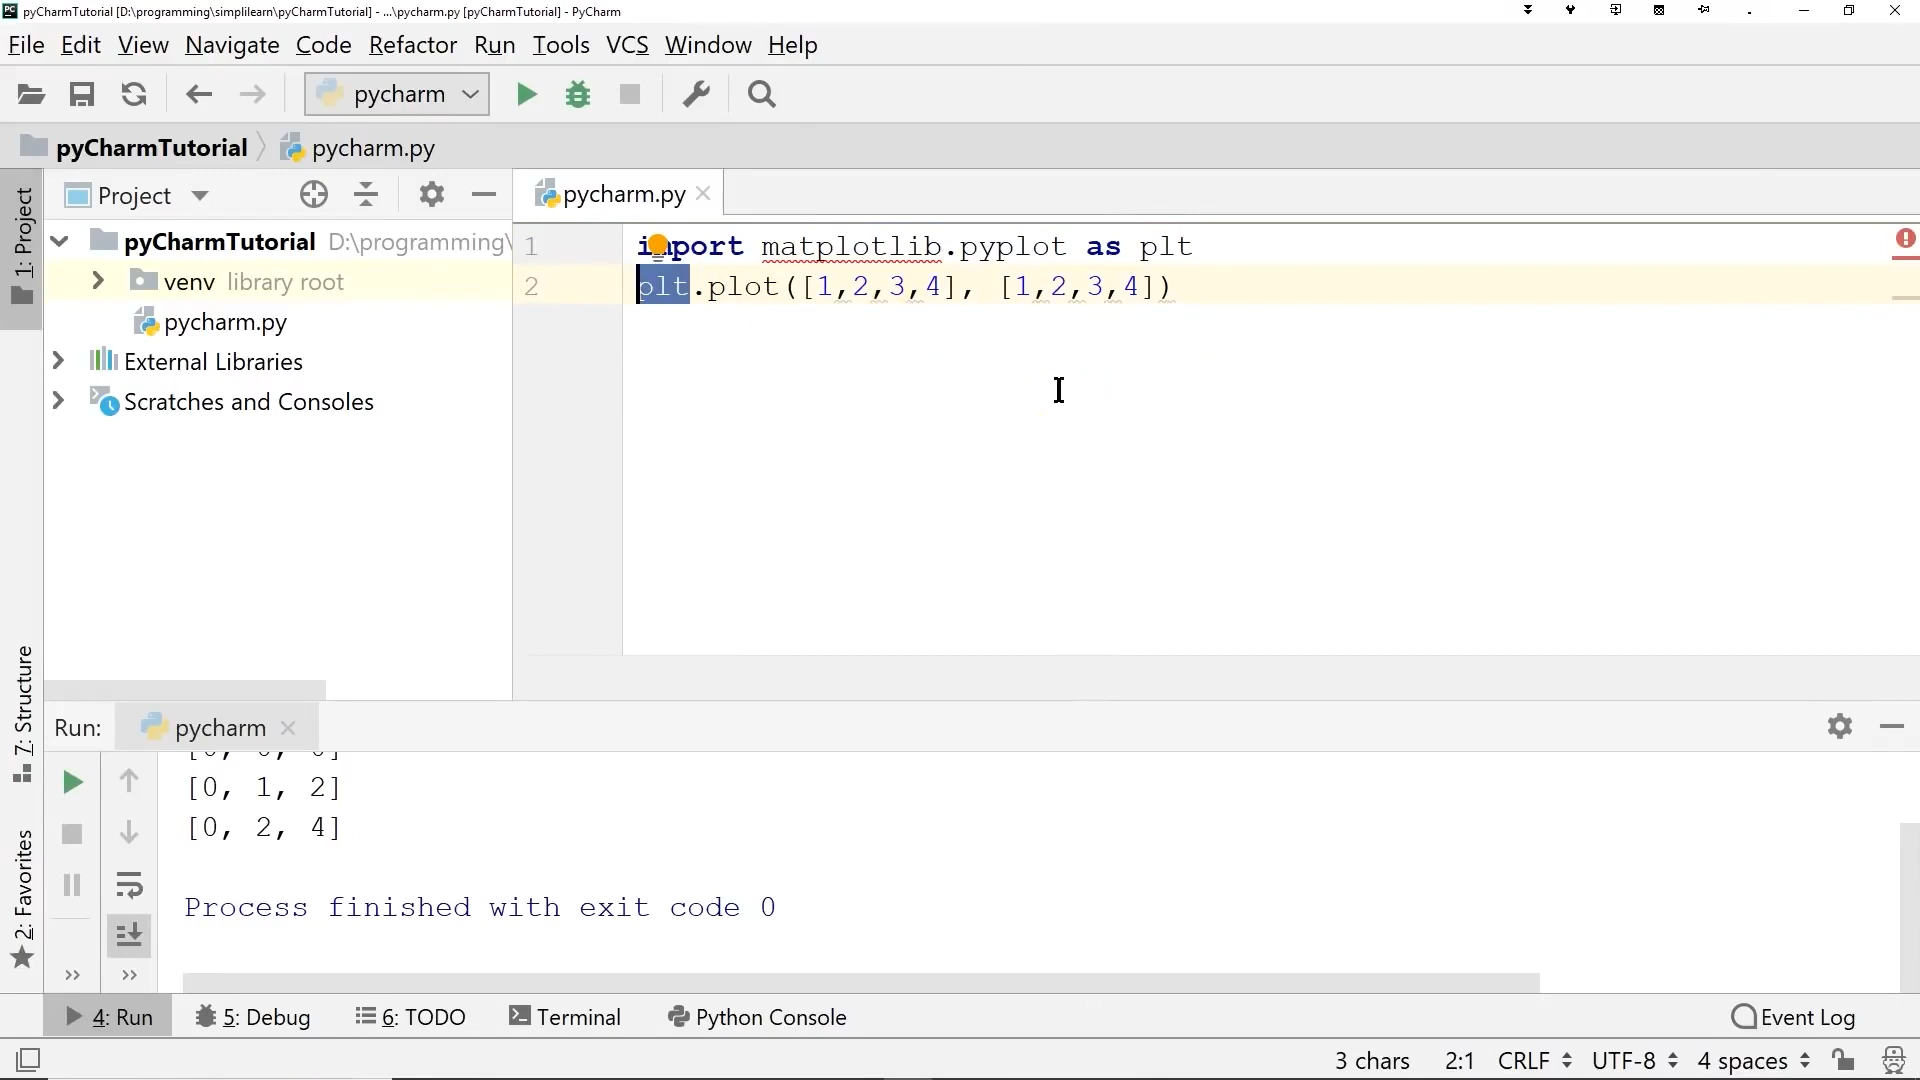 pyCharmTutorial [D:\programming\simplilearn\pyCharmTutorial] - ...\pycharm.py [pyCharmTutorial] - PyCharm
File Edit View Navigate Code Refactor Run Tools VCS Window Help
pycharm
pyCharmTutorial pycharm.py
1: Project
Project
pycharm.py
pyCharmTutorial D:\programming\
venv library root
pycharm.py
External Libraries
Scratches and Consoles
1 import matplotlib.pyplot as plt
2 plt.plot([1,2,3,4], [1,2,3,4])
7: Structure
2: Favorites
Run: pycharm
[0, 1, 2]
[0, 2, 4]
Process finished with exit code 0
4: Run 5: Debug 6: TODO Terminal Python Console Event Log
3 chars 2:1 CRLF UTF-8 4 spaces